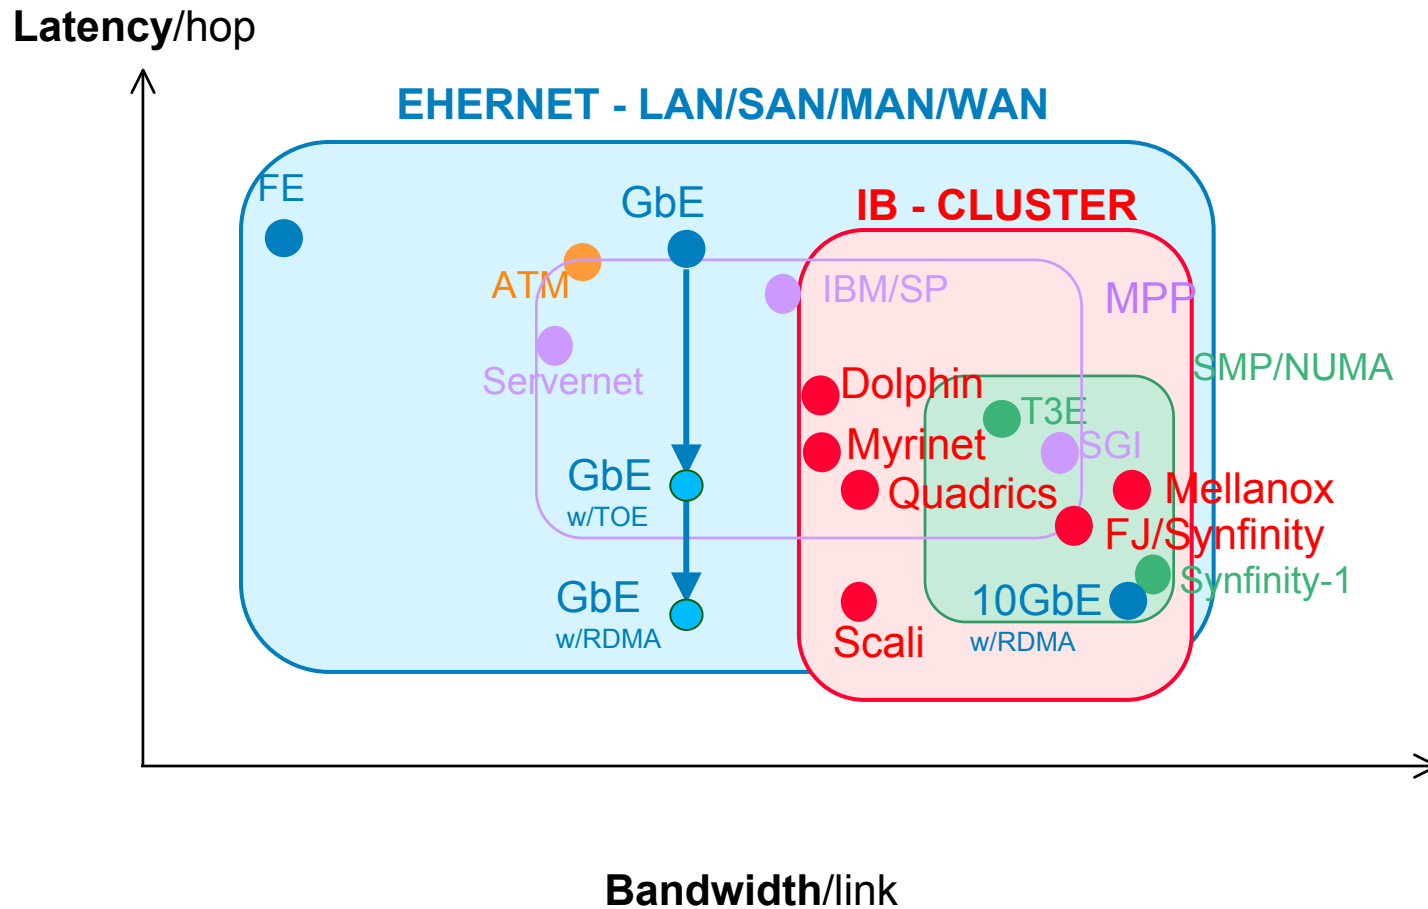 Latency/hop
EHERNET - LAN/SAN/MAN/WAN
FE
GbE
IB - CLUSTER
ATM
IBM/SP
MPP
Servernet
SMP/NUMA
Dolphin
T3E
Myrinet
SGI
GbE
w/TOE
Quadrics
Mellanox
FJ/Synfinity
GbE
w/RDMA
10GbE
w/RDMA
Synfinity-1
Scali
Bandwidth/link